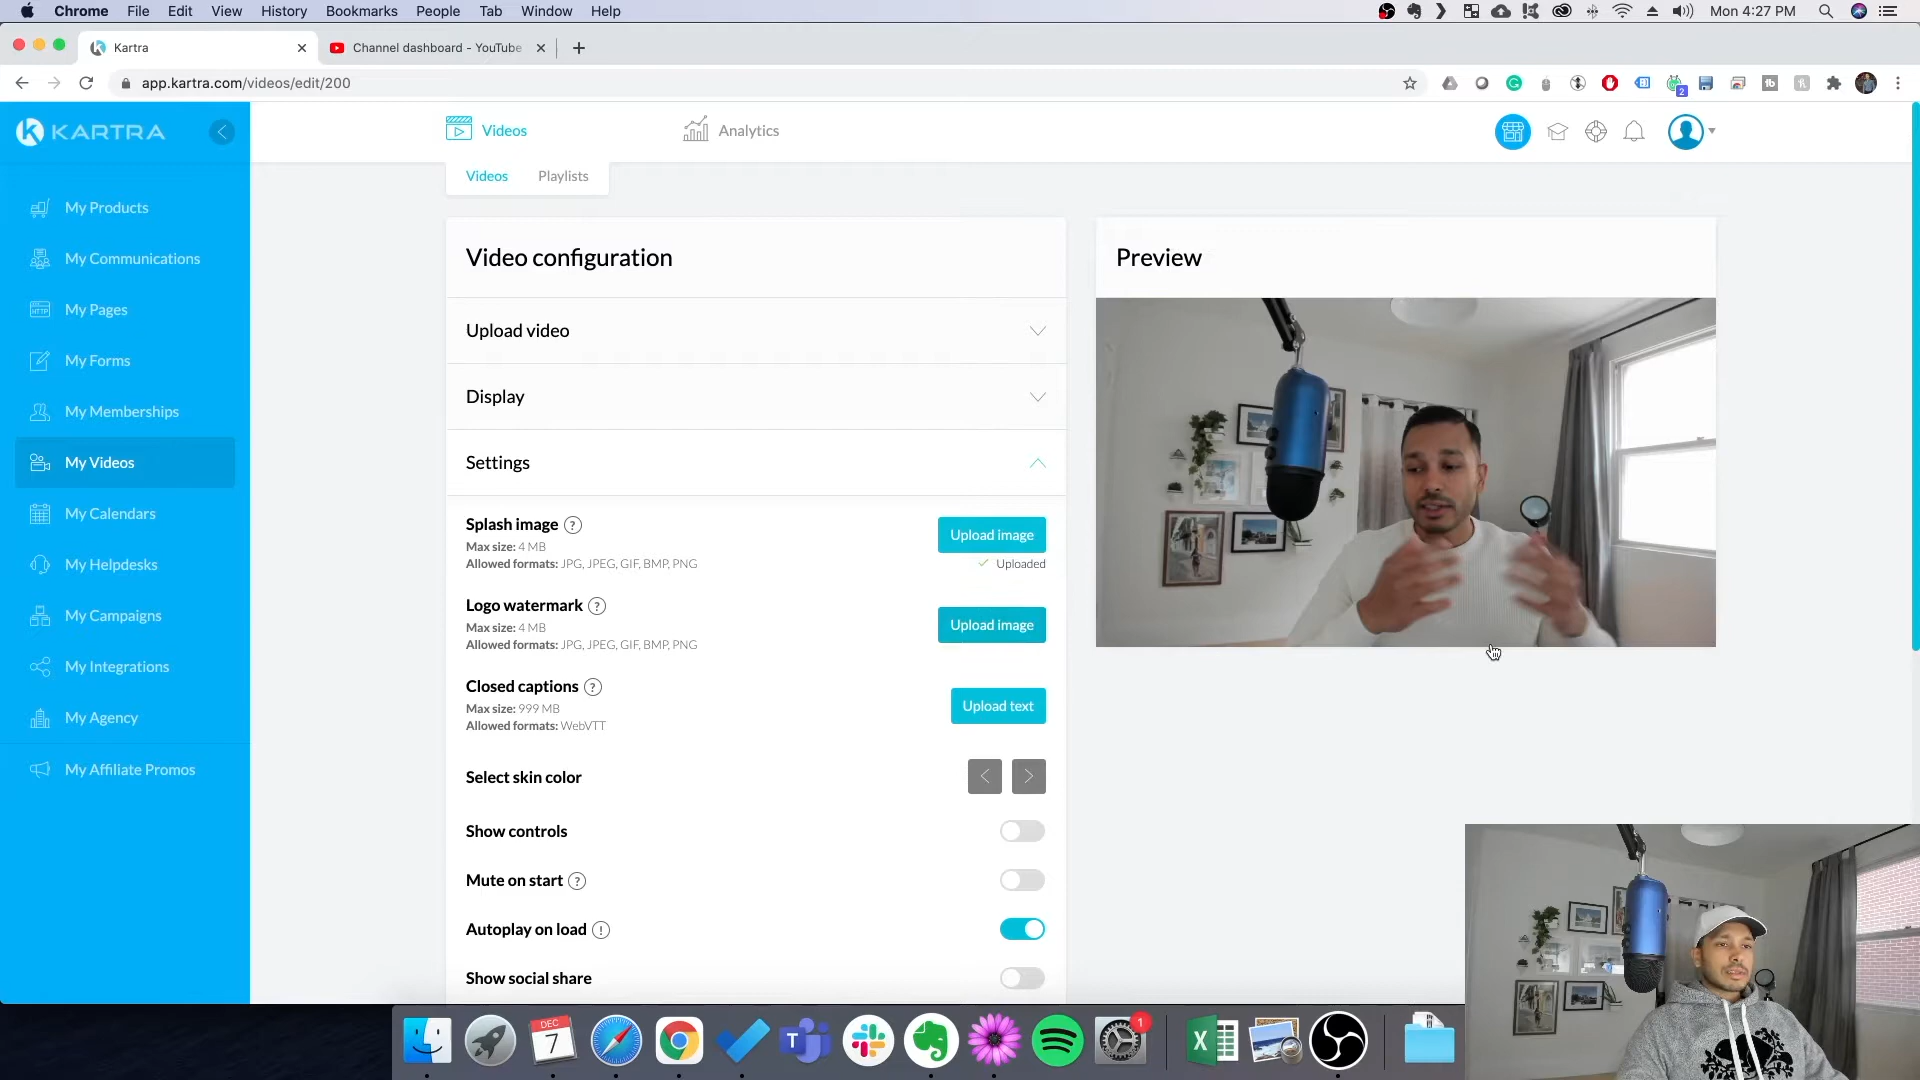 Chrome File Edit View History Bookmarks People Tab Window Help
Mon 4:27 PM
Kartra
Channel dashboard - YouTube
app.kartra.com/videos/edit/200
2
KARTRA
Videos
Analytics
Videos
Playlists
My Products
My Communications
My Pages
My Forms
My Memberships
My Videos
My Calendars
My Helpdesks
My Campaigns
My Integrations
My Agency
My Affiliate Promos
Video configuration
Upload video
Display
Settings
Splash image ?
Max size: 4 MB
Allowed formats: JPG, JPEG, GIF, BMP, PNG
Upload image
Uploaded
Logo watermark ?
Max size: 4 MB
Allowed formats: JPG, JPEG, GIF, BMP, PNG
Upload image
Closed captions ?
Max size: 999 MB
Allowed formats: WebVTT
Upload text
Select skin color
Show controls
Mute on start ?
Autoplay on load !
Show social share
Preview
DEC
7
1